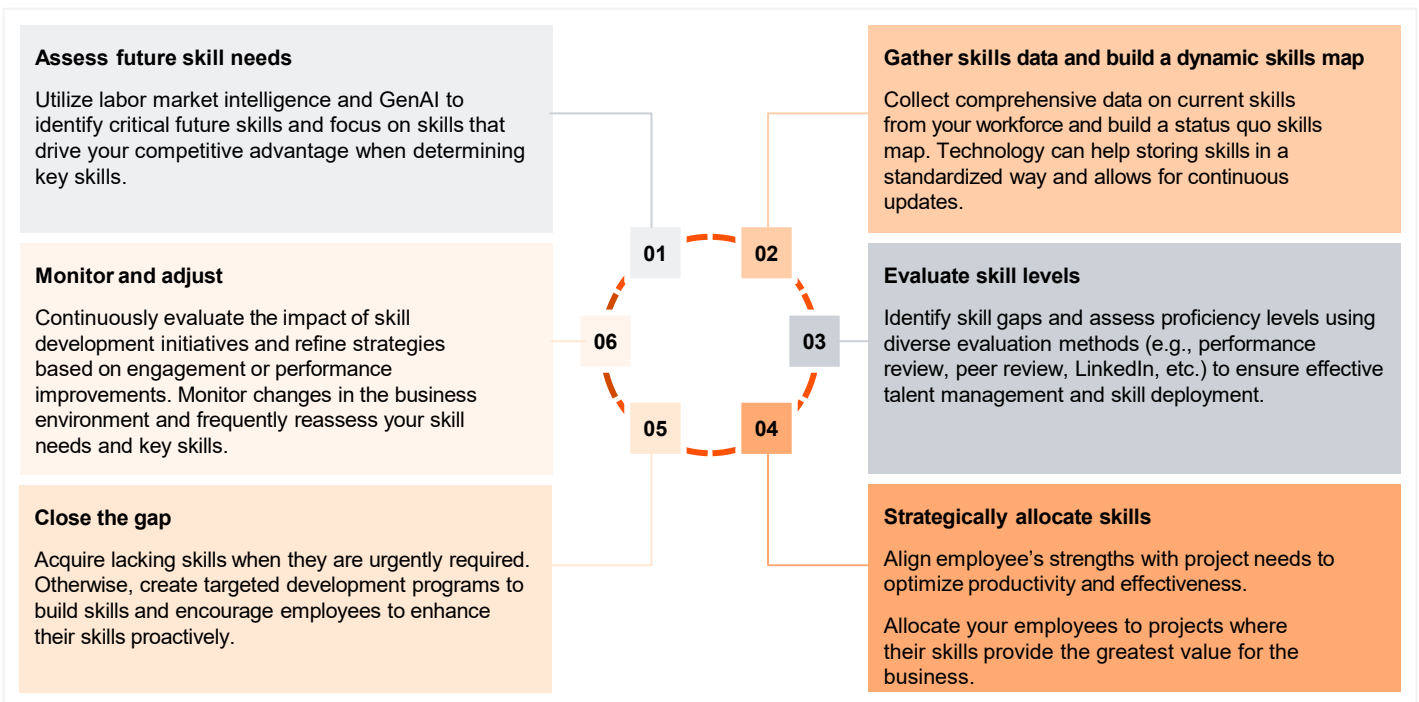 Assess future skill needs
Utilize labor market intelligence and GenAI to
identify critical future skills and focus on skills that
drive your competitive advantage when determining
key skills.
Gather skills data and build a dynamic skills map
Collect comprehensive data on current skills
from your workforce and build a status quo skills
map. Technology can help storing skills in a
standardized way and allows for continuous
updates.
01
02
Monitor and adjust
Continuously evaluate the impact of skill
development initiatives and refine strategies
based on engagement or performance
improvements. Monitor changes in the business
environment and frequently reassess your skill
needs and key skills.
06
03
Evaluate skill levels
Identify skill gaps and assess proficiency levels using
diverse evaluation methods (e.g., performance
review, peer review, LinkedIn, etc.) to ensure effective
talent management and skill deployment.
05
04
Close the gap
Acquire lacking skills when they are urgently required.
Otherwise, create targeted development programs to
build skills and encourage employees to enhance
their skills proactively.
Strategically allocate skills
Align employee’s strengths with project needs to
optimize productivity and effectiveness.
Allocate your employees to projects where
their skills provide the greatest value for the
business.